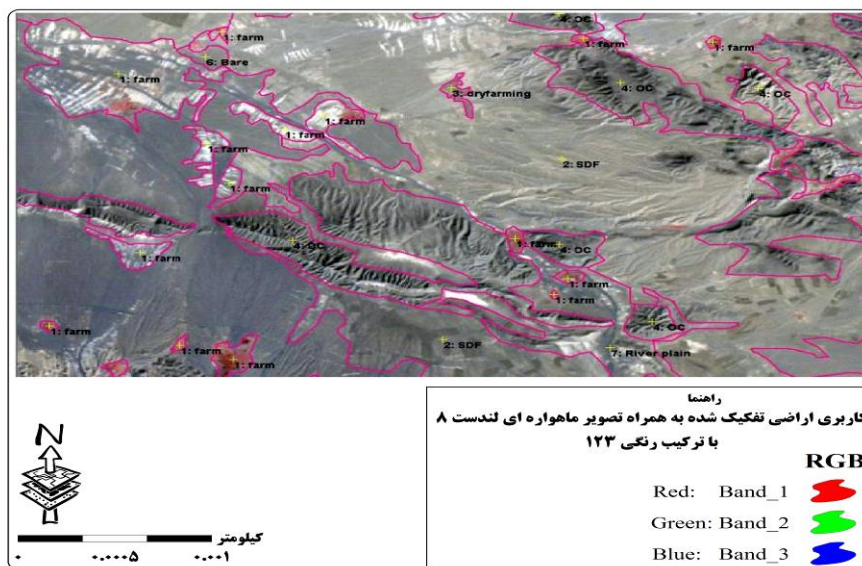 4: OC
1: farm
1: farm
1: farm
6: Bare
1: farm
4: OC
4: OC
3: dryfarming
1: farm
1: farm
1: farm
2: SDF
1: farm
4: OC
1: farm
4: OC
1: farm
1: farm
1: farm
4: OC
1: farm
2: SDF
7: River plain
1: farm
راهنما
کاربری اراضی تفکیک شده به همراه تصویر ماهواره ای لندست ۸
با ترکیب رنگی ۱۲۳
RGB
Red: Band_1
Green: Band_2
Blue: Band_3
N
کیلومتر
۰ ۰.۰۰۰۵ ۰.۰۰۱